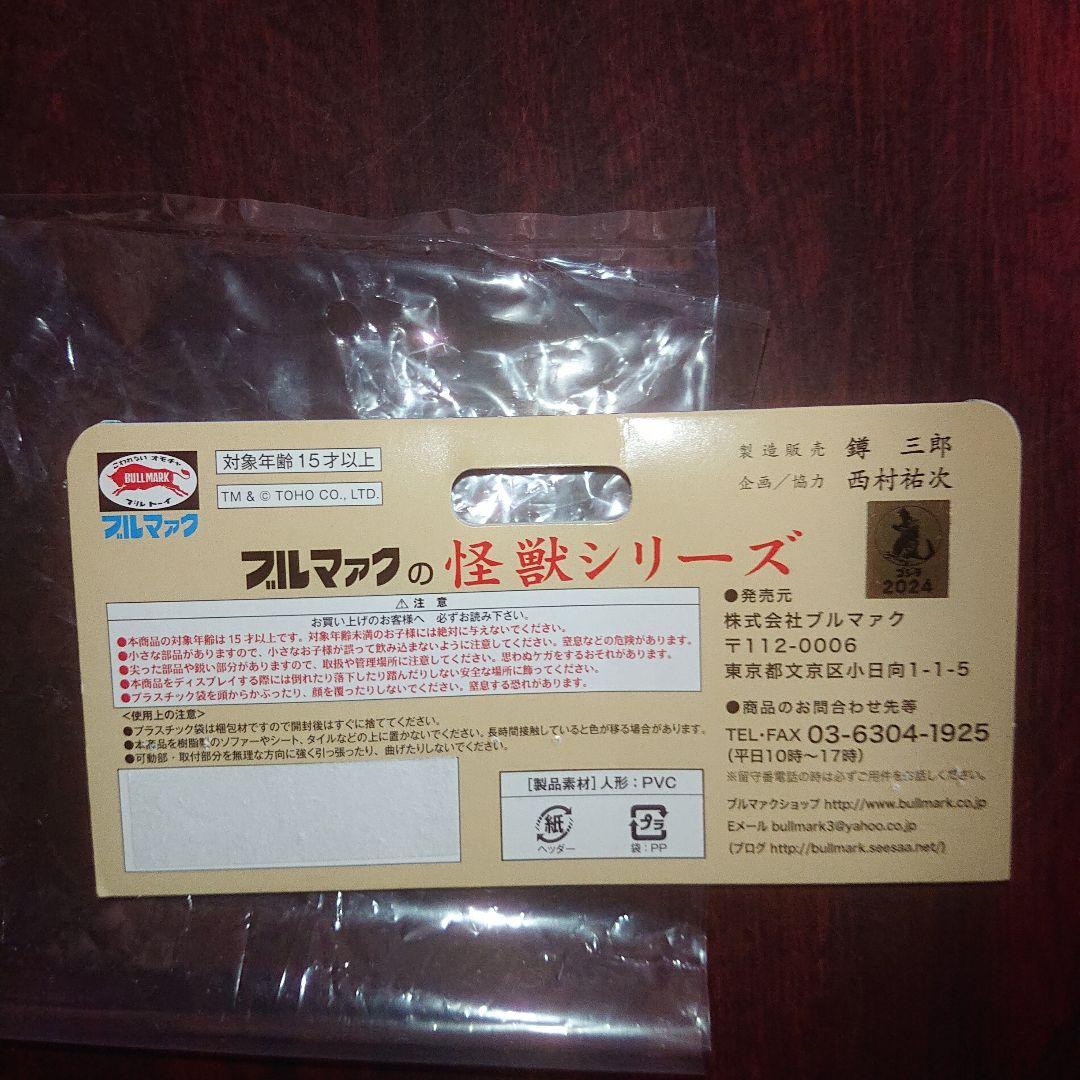 こわれない オモチャ
BULLMARK
ブルトーイ
ブルマァク
対象年齢15才以上
TM & © TOHO CO., LTD.
製造販売 鐏 三郎
企画/協力 西村祐次
ゴジラ
2024
ブルマァクの怪獣シリーズ
⚠注 意
お買い上げのお客様へ 必ずお読み下さい。
●本商品の対象年齢は15才以上です。対象年齢未満のお子様には絶対に与えないでください。
●小さな部品がありますので、小さなお子様が誤って飲み込まないように注意してください。窒息などの危険があります。
●尖った部品や鋭い部分がありますので、取扱や管理場所に注意してください。思わぬケガをするおそれがあります。
●本商品をディスプレイする際には倒れたり落下したり踏んだりしない安全な場所に飾ってください。
●プラスチック袋を頭からかぶったり、顔を覆ったりしないでください。窒息する恐れがあります。
<使用上の注意>
●プラスチック袋は梱包材ですので開封後はすぐに捨ててください。
●本商品を樹脂製のソファーやシート、タイルなどの上に置かないでください。長時間接触していると色が移る場合があります。
●可動部・取付部分を無理な方向に強く引っ張ったり、曲げたりしないでください。
[製品素材]人形:PVC
紙
ヘッダー
プラ
袋:PP
●発売元
株式会社ブルマァク
〒112-0006
東京都文京区小日向1-1-5
●商品のお問合わせ先等
TEL・FAX 03-6304-1925
(平日10時〜17時)
※留守番電話の時は必ずご用件をお話しください。
ブルマァクショップ http://www.bullmark.co.jp
Eメール bullmark3@yahoo.co.jp
(ブログ http://bullmark.seesaa.net/)